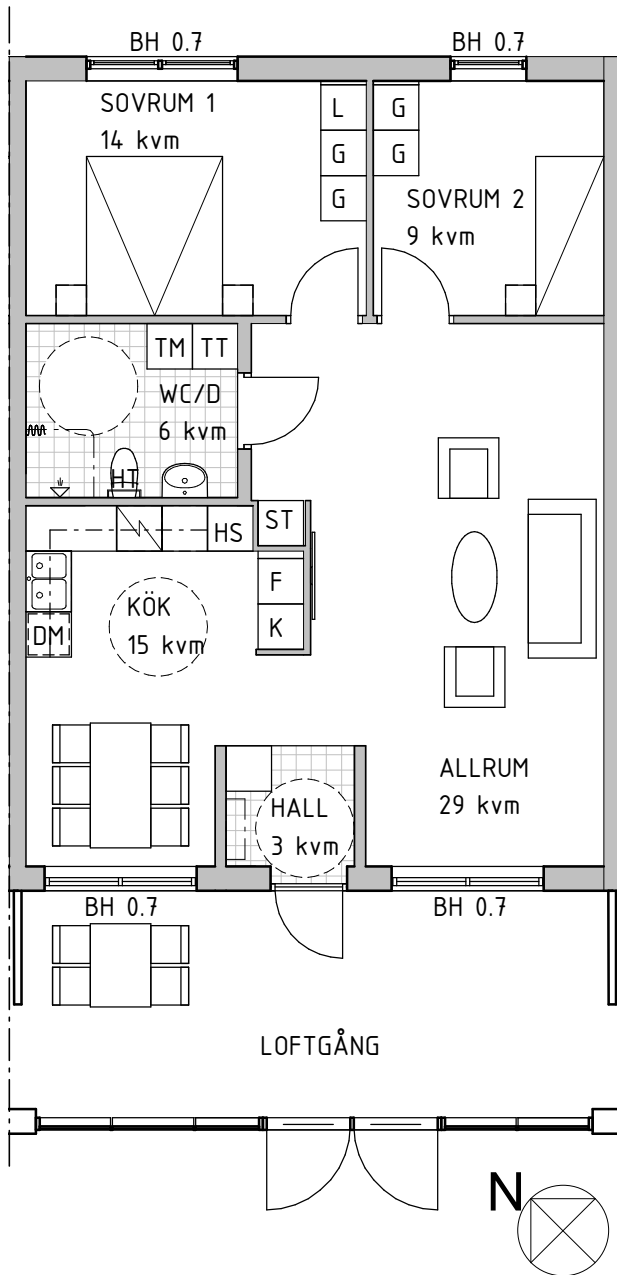 BH 0.7
BH 0.7
SOVRUM 1
14 kvm
L
G
G
G
G
SOVRUM 2
9 kvm
TM
TT
WC/D
6 kvm
HT
ST
HS
F
K
KÖK
15 kvm
DM
ALLRUM
29 kvm
HALL
3 kvm
BH 0.7
BH 0.7
LOFTGÅNG
N